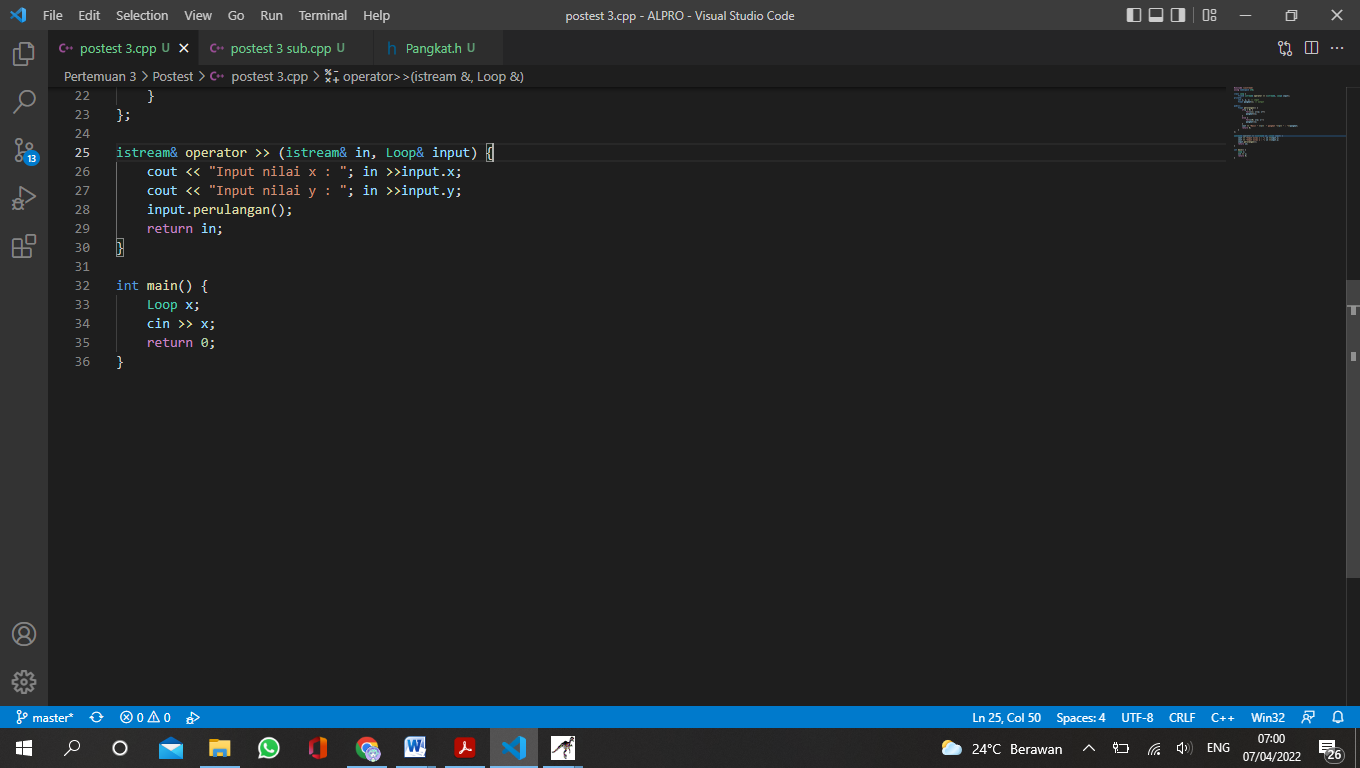 File Edit Selection View Go Run Terminal Help postest 3.cpp - ALPRO - Visual Studio Code
postest 3.cpp U postest 3 sub.cpp U h Pangkat.h U
Pertemuan 3 > Postest > postest 3.cpp > operator>>(istream &, Loop &)
22 }
23 };
24
25 istream& operator >> (istream& in, Loop& input) {
26 cout << "Input nilai x : "; in >>input.x;
27 cout << "Input nilai y : "; in >>input.y;
28 input.perulangan();
29 return in;
30 }
31
32 int main() {
33 Loop x;
34 cin >> x;
35 return 0;
36 }
13
master* 0 0 Ln 25, Col 50 Spaces: 4 UTF-8 CRLF C++ Win32
24°C Berawan ENG 07:00
07/04/2022 26